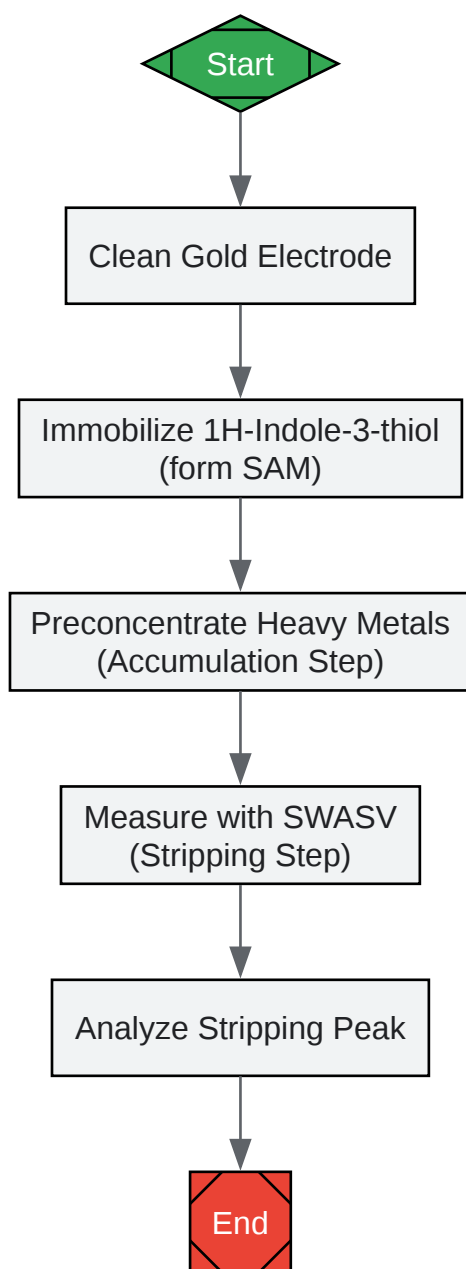 Start
Clean Gold Electrode
Immobilize 1H-Indole-3-thiol
(form SAM)
Preconcentrate Heavy Metals
(Accumulation Step)
Measure with SWASV
(Stripping Step)
Analyze Stripping Peak
End